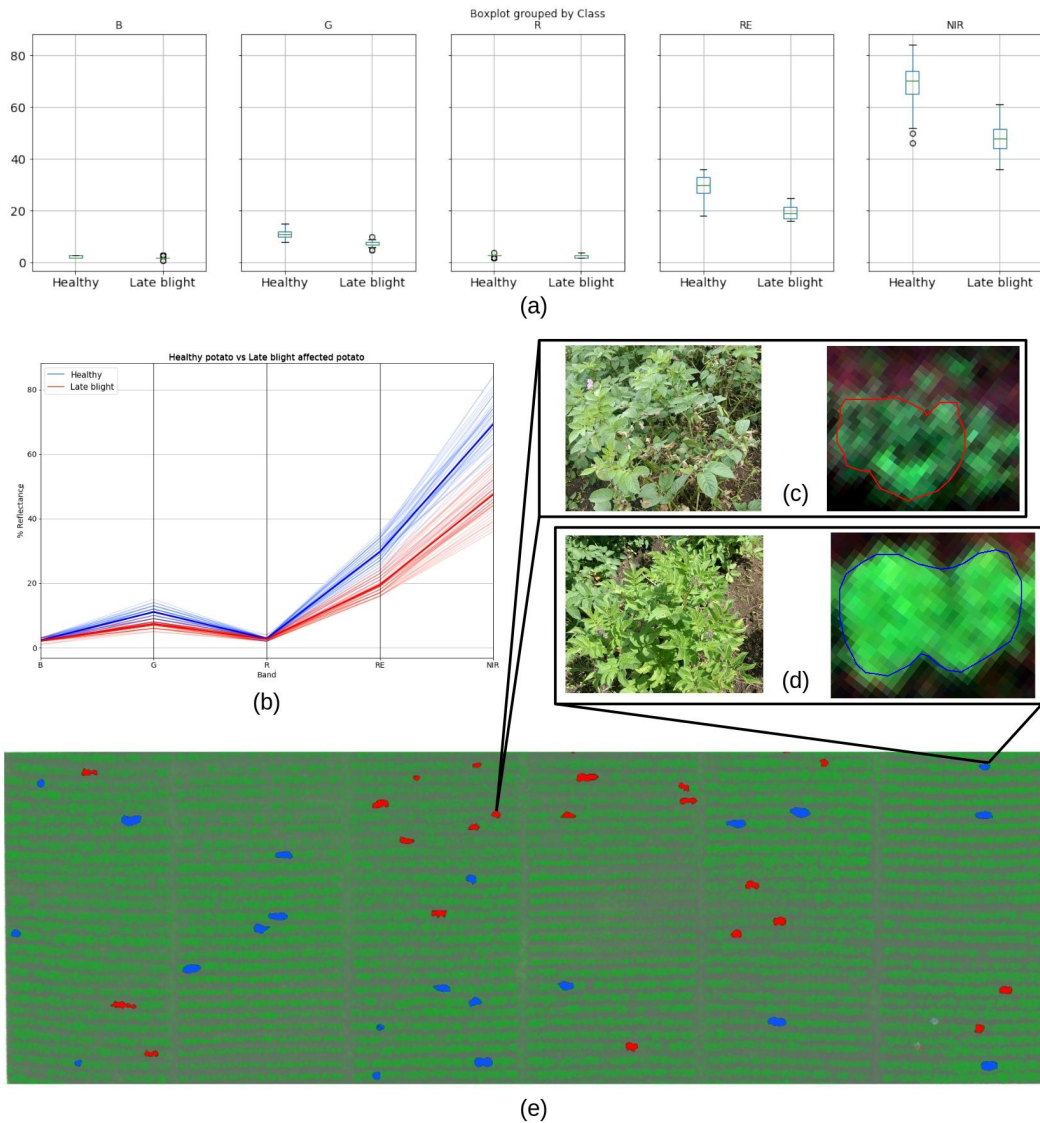 Boxplot grouped by Class
B G R RE NIR
80
60
40
20
0
Healthy Late blight Healthy Late blight Healthy Late blight Healthy Late blight Healthy Late blight
(a)
Healthy potato vs Late blight affected potato
Healthy
Late blight
80
60
40
20
0
% Reflectance
B G R RE NIR
Band
(b)
(c)
(d)
(e)